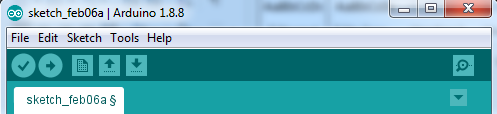 sketch_feb06a | Arduino 1.8.8
File Edit Sketch Tools Help
sketch_feb06a §